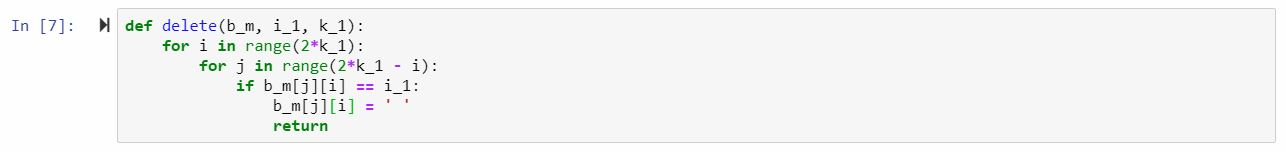 In [7]: def delete(b_m, i_1, k_1):
    for i in range(2*k_1):
        for j in range(2*k_1 - i):
            if b_m[j][i] == i_1:
                b_m[j][i] = ' '
                return